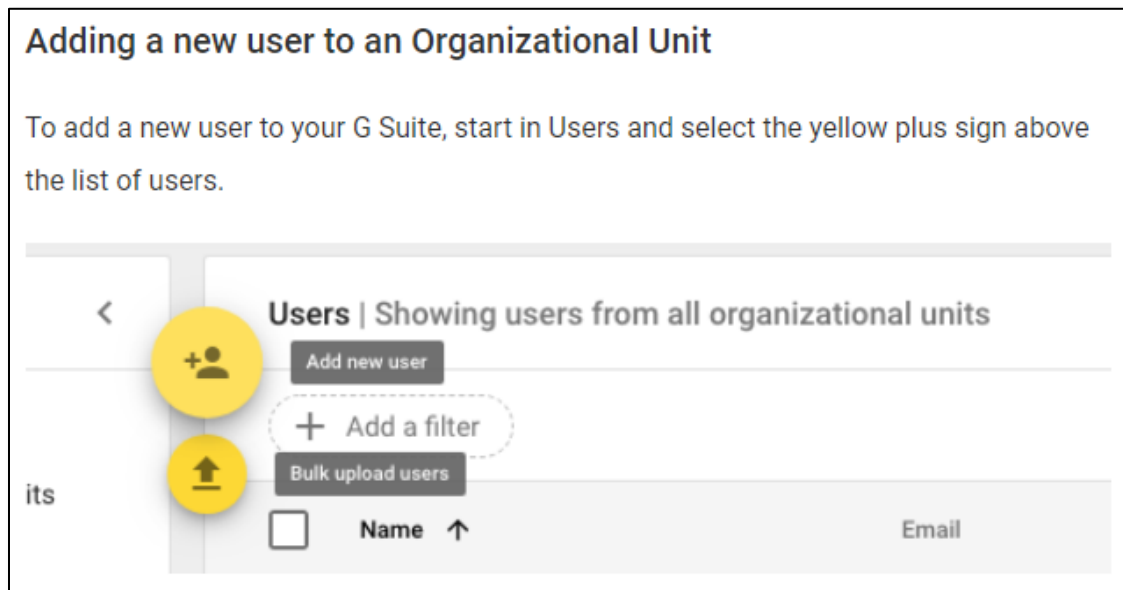 Adding a new user to an Organizational Unit
To add a new user to your G Suite, start in Users and select the yellow plus sign above
the list of users.
Users | Showing users from all organizational units
Add new user
Add a filter
Bulk upload users
its
Name
Email